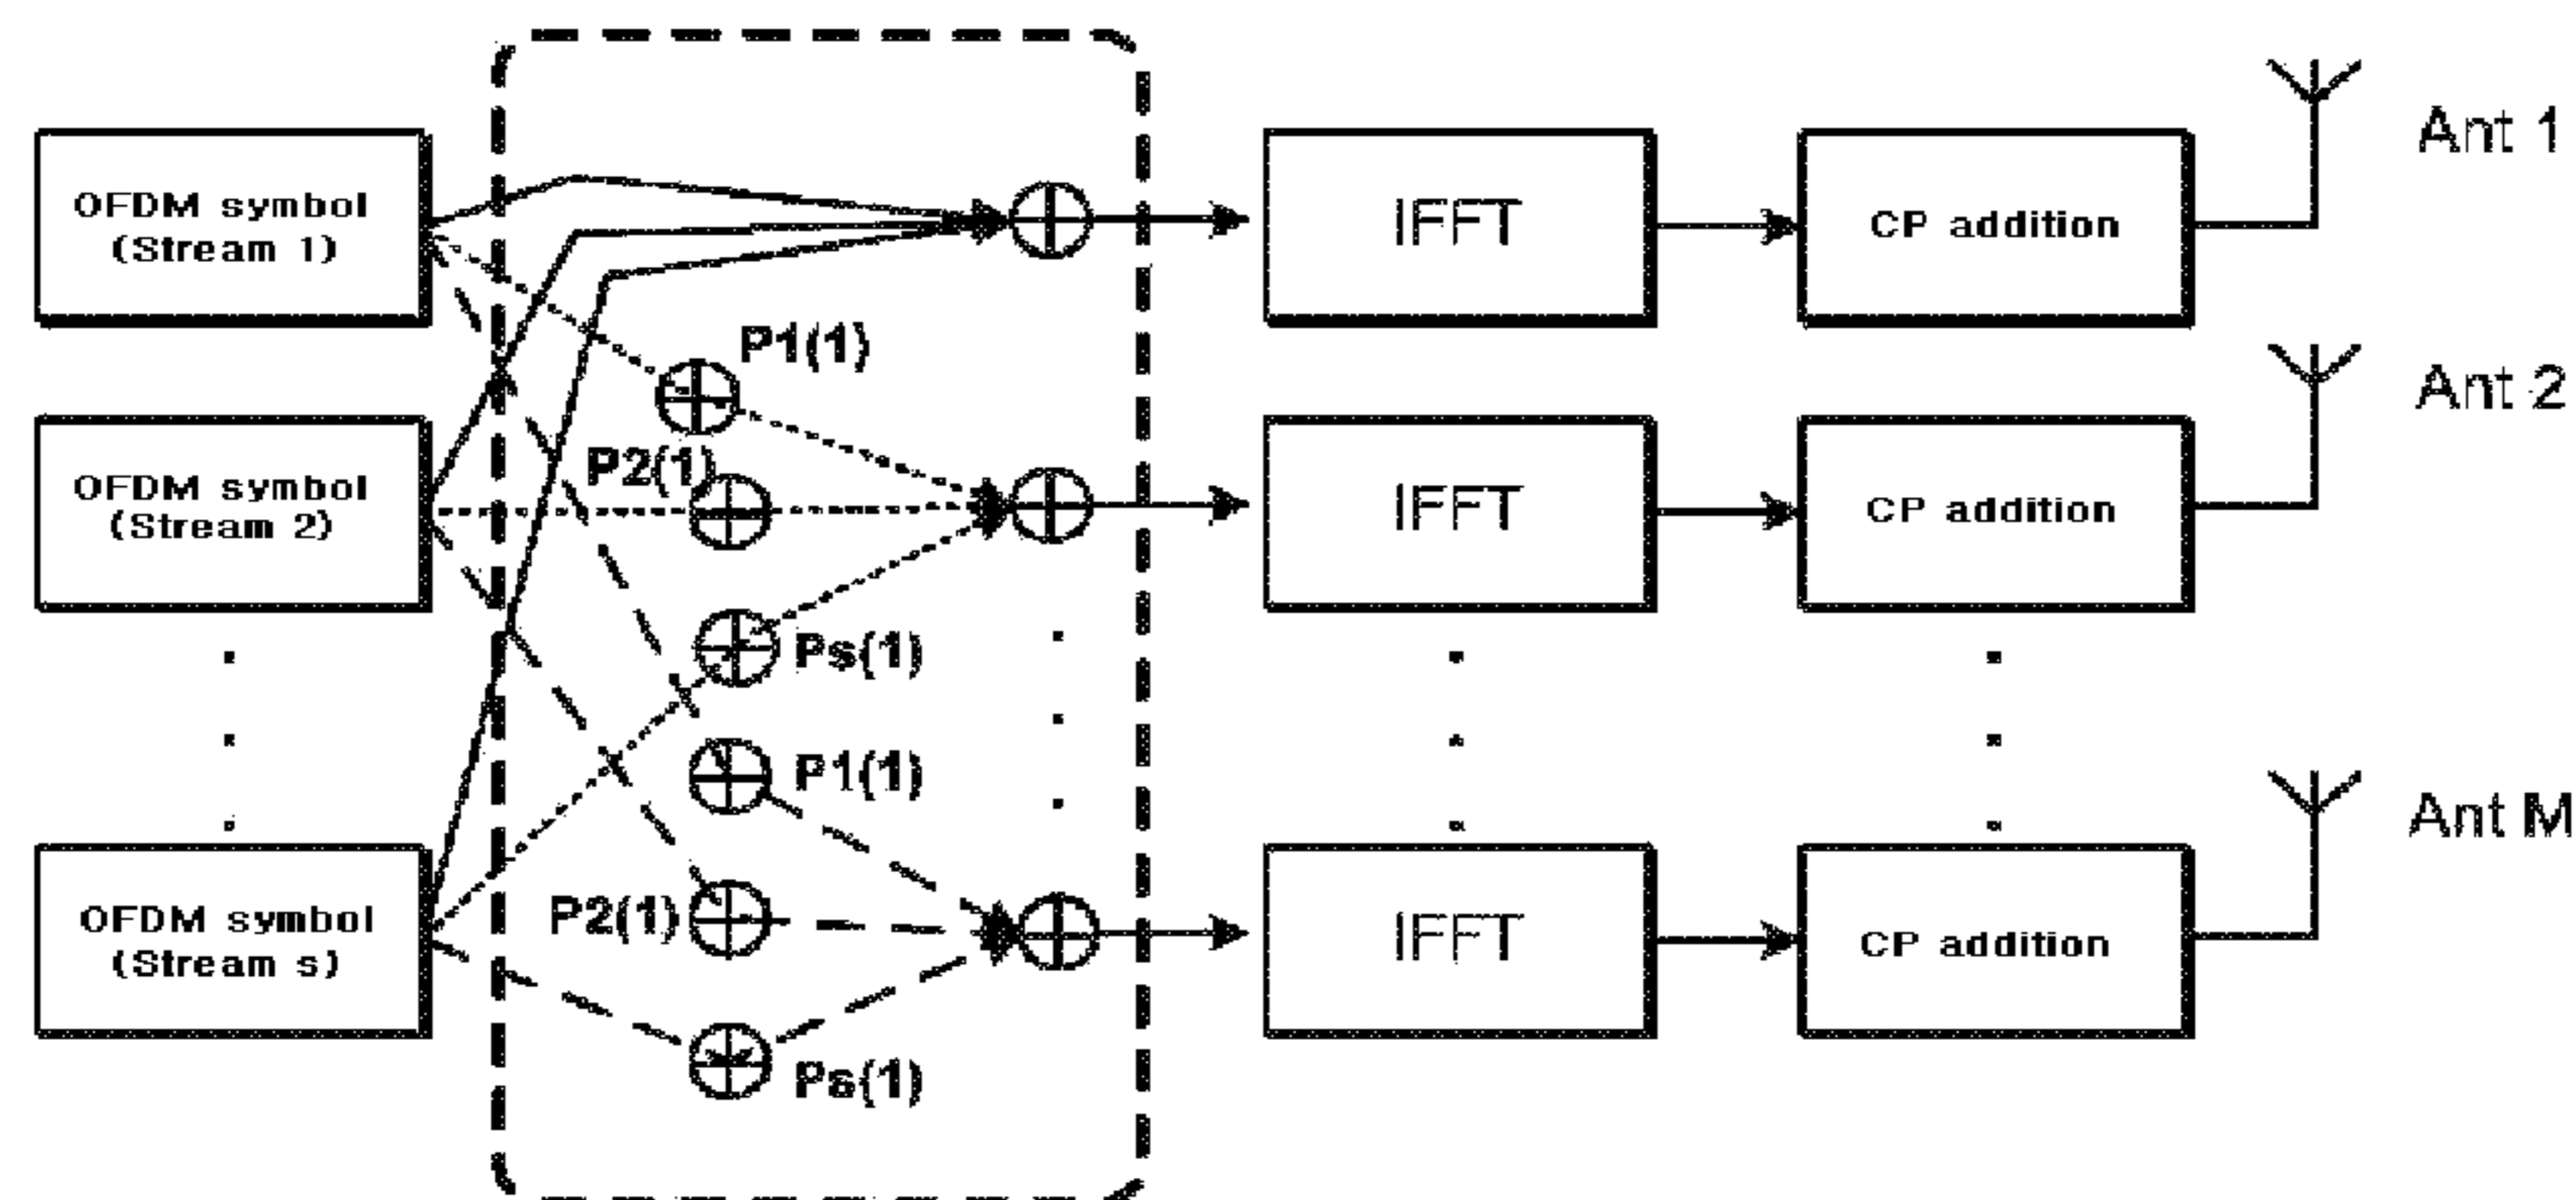 OFDM symbol
(Stream 1)
IFFT
CP addition
Ant 1
P1(1)
OFDM symbol
(Stream 2)
P2(1)
IFFT
CP addition
Ant 2
Ps(1)
P1(1)
OFDM symbol
(Stream s)
P2(1)
IFFT
CP addition
Ant M
Ps(1)